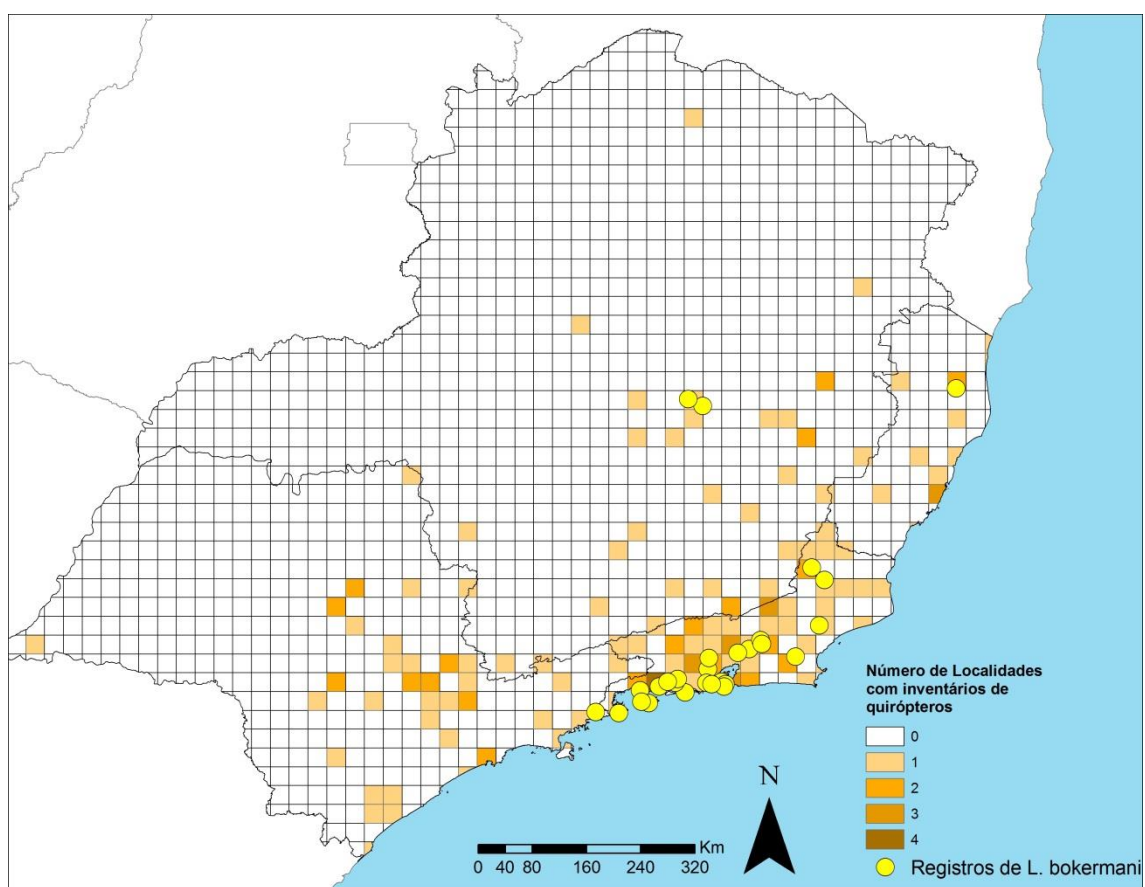 N
Km
0 40 80 160 240 320
Número de Localidades
com inventários de
quirópteros
0
1
2
3
4
Registros de L. bokermani